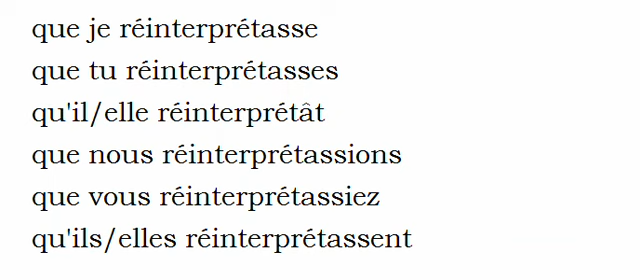 que je réinterprétasse
que tu réinterprétasses
qu'il/elle réinterprétât
que nous réinterprétassions
que vous réinterprétassiez
qu'ils/elles réinterprétassent